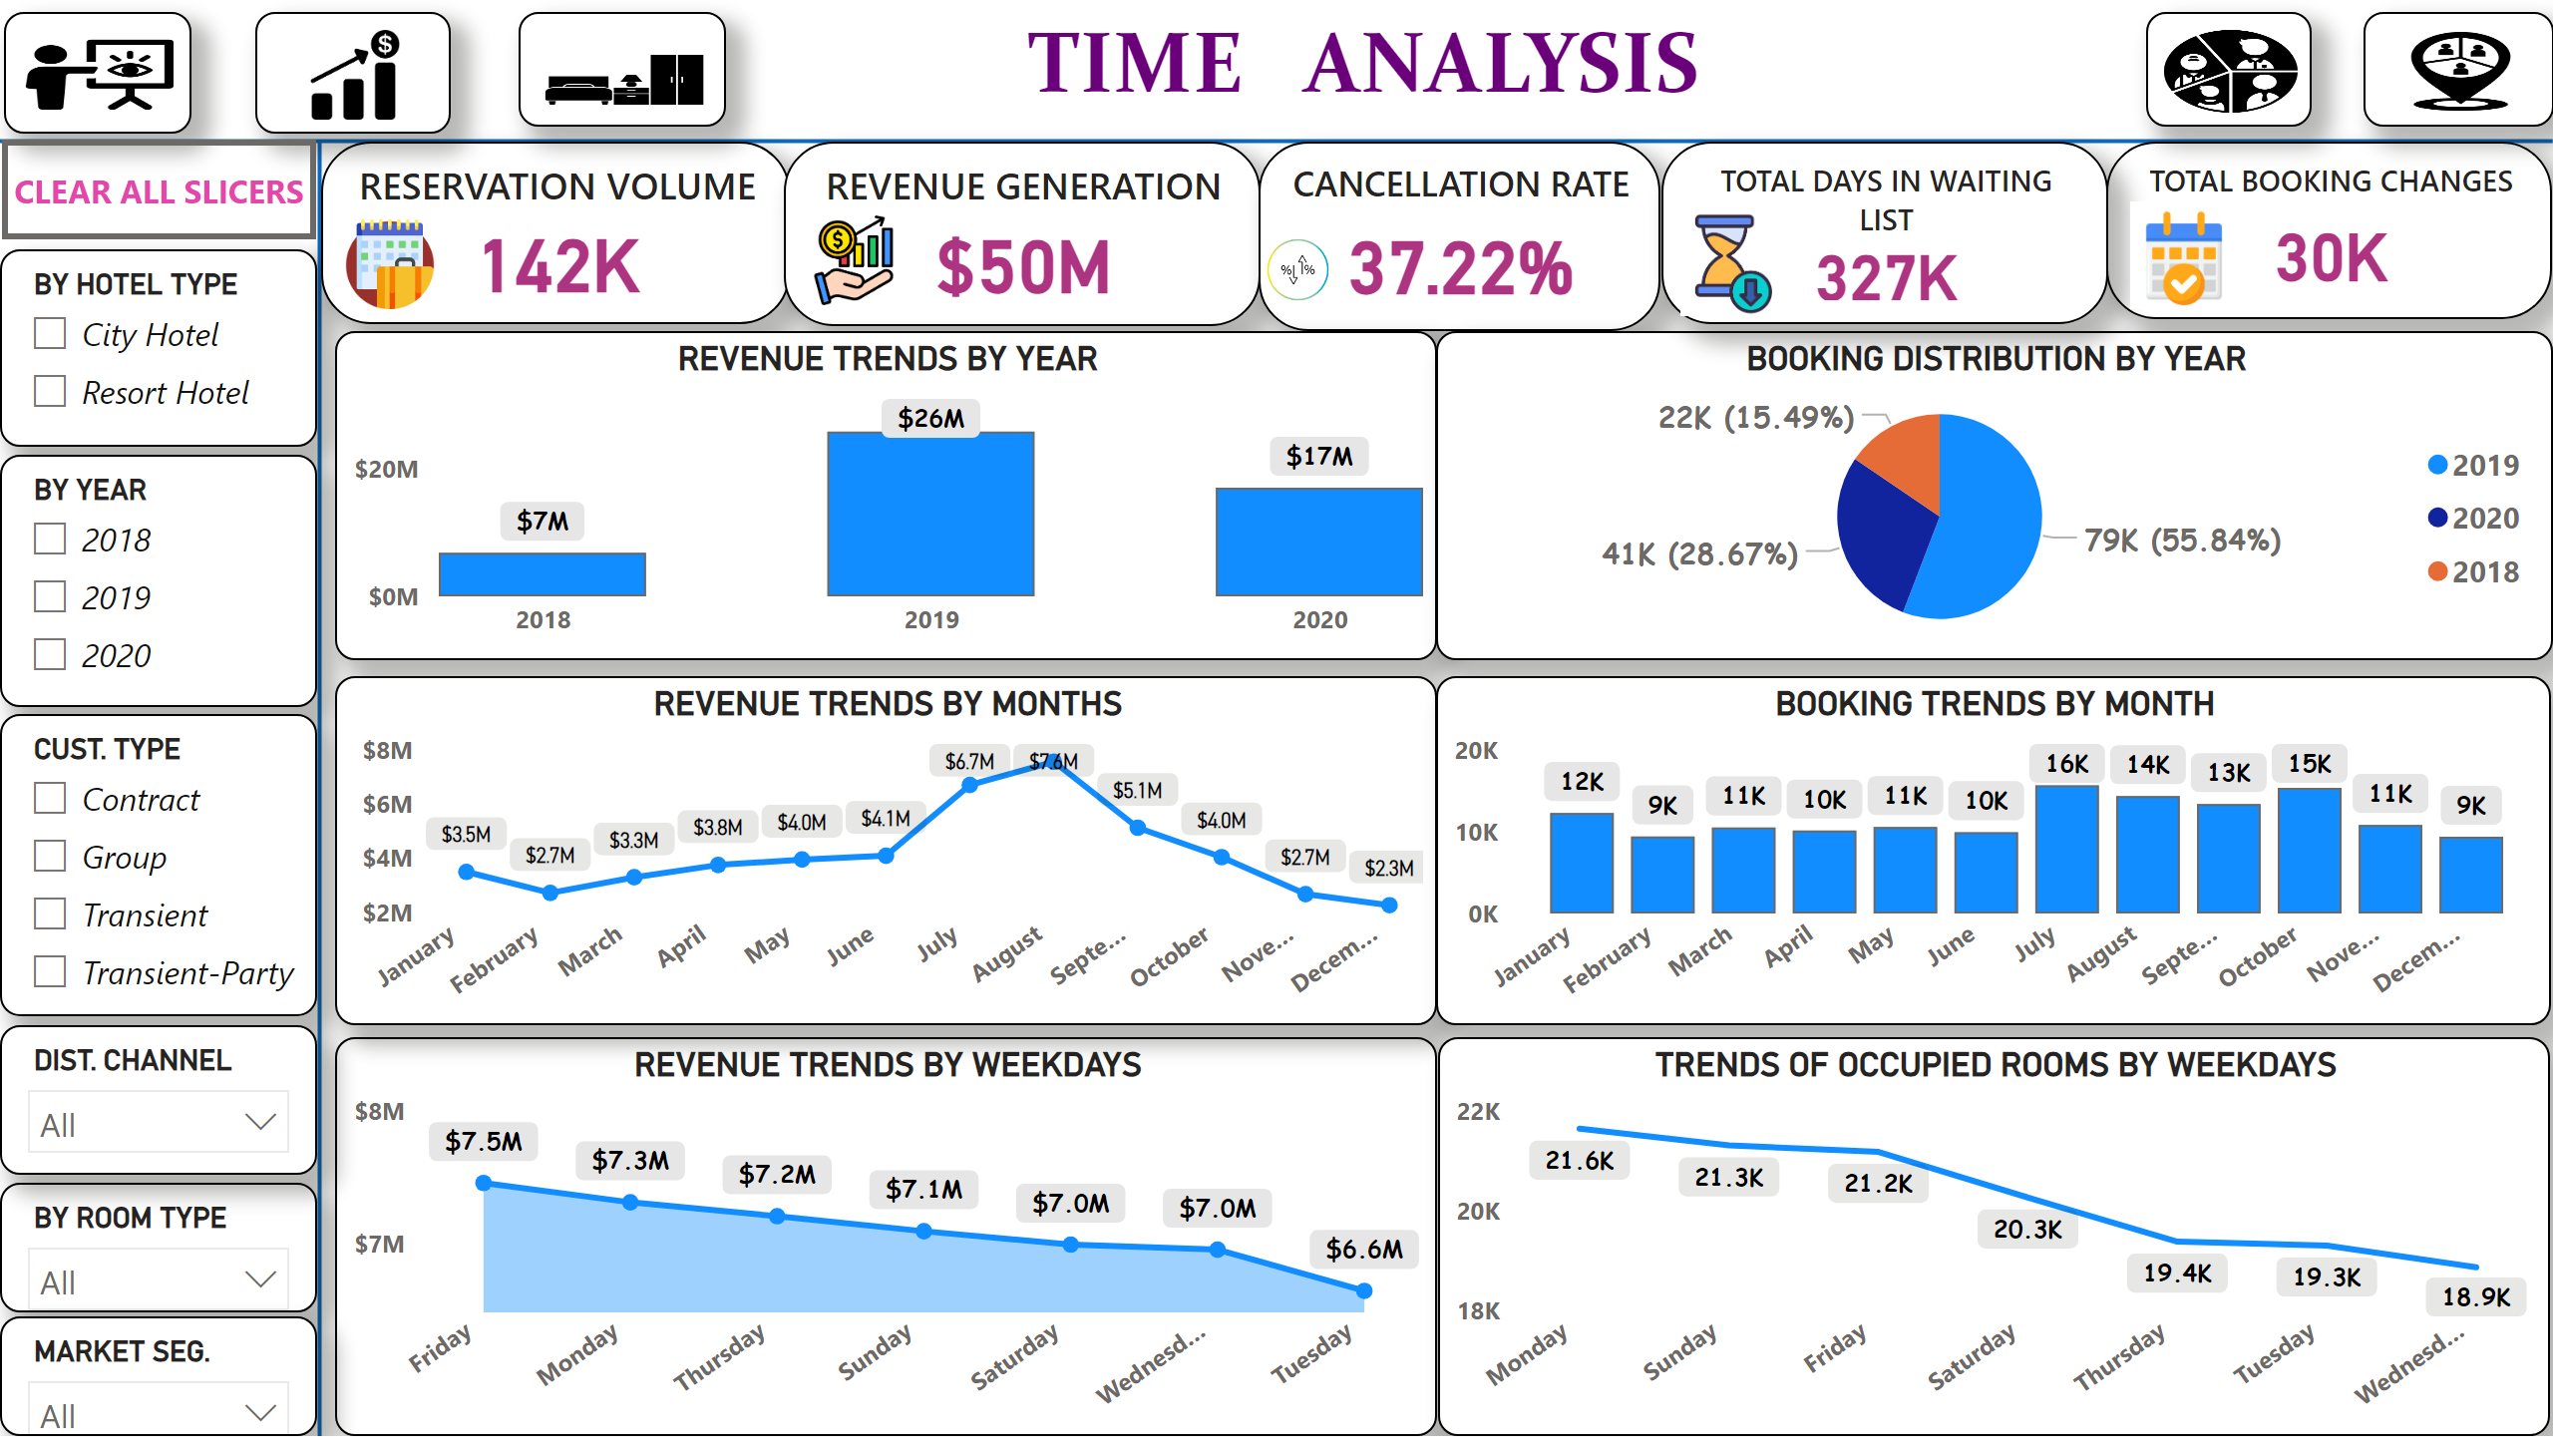 TIME ANALYSIS
CLEAR ALL SLICERS
BY HOTEL TYPE
City Hotel
Resort Hotel
BY YEAR
2018
2019
2020
CUST. TYPE
Contract
Group
Transient
Transient-Party
DIST. CHANNEL
All
BY ROOM TYPE
All
MARKET SEG.
All
RESERVATION VOLUME
142K
REVENUE GENERATION
$50M
CANCELLATION RATE
37.22%
TOTAL DAYS IN WAITING
LIST
327K
TOTAL BOOKING CHANGES
30K
REVENUE TRENDS BY YEAR
$20M
$0M
$7M
$26M
$17M
2018
2019
2020
BOOKING DISTRIBUTION BY YEAR
22K (15.49%)
41K (28.67%)
79K (55.84%)
2019
2020
2018
REVENUE TRENDS BY MONTHS
$8M
$6M
$4M
$2M
$3.5M
$2.7M
$3.3M
$3.8M
$4.0M
$4.1M
$6.7M
$7.6M
$5.1M
$4.0M
$2.7M
$2.3M
January
February
March
April
May
June
July
August
Septe...
October
Nove...
Decem...
BOOKING TRENDS BY MONTH
20K
10K
0K
12K
9K
11K
10K
11K
10K
16K
14K
13K
15K
11K
9K
January
February
March
April
May
June
July
August
Septe...
October
Nove...
Decem...
REVENUE TRENDS BY WEEKDAYS
$8M
$7M
$7.5M
$7.3M
$7.2M
$7.1M
$7.0M
$7.0M
$6.6M
Friday
Monday
Thursday
Sunday
Saturday
Wednesd...
Tuesday
TRENDS OF OCCUPIED ROOMS BY WEEKDAYS
22K
20K
18K
21.6K
21.3K
21.2K
20.3K
19.4K
19.3K
18.9K
Monday
Sunday
Friday
Saturday
Thursday
Tuesday
Wednesd...